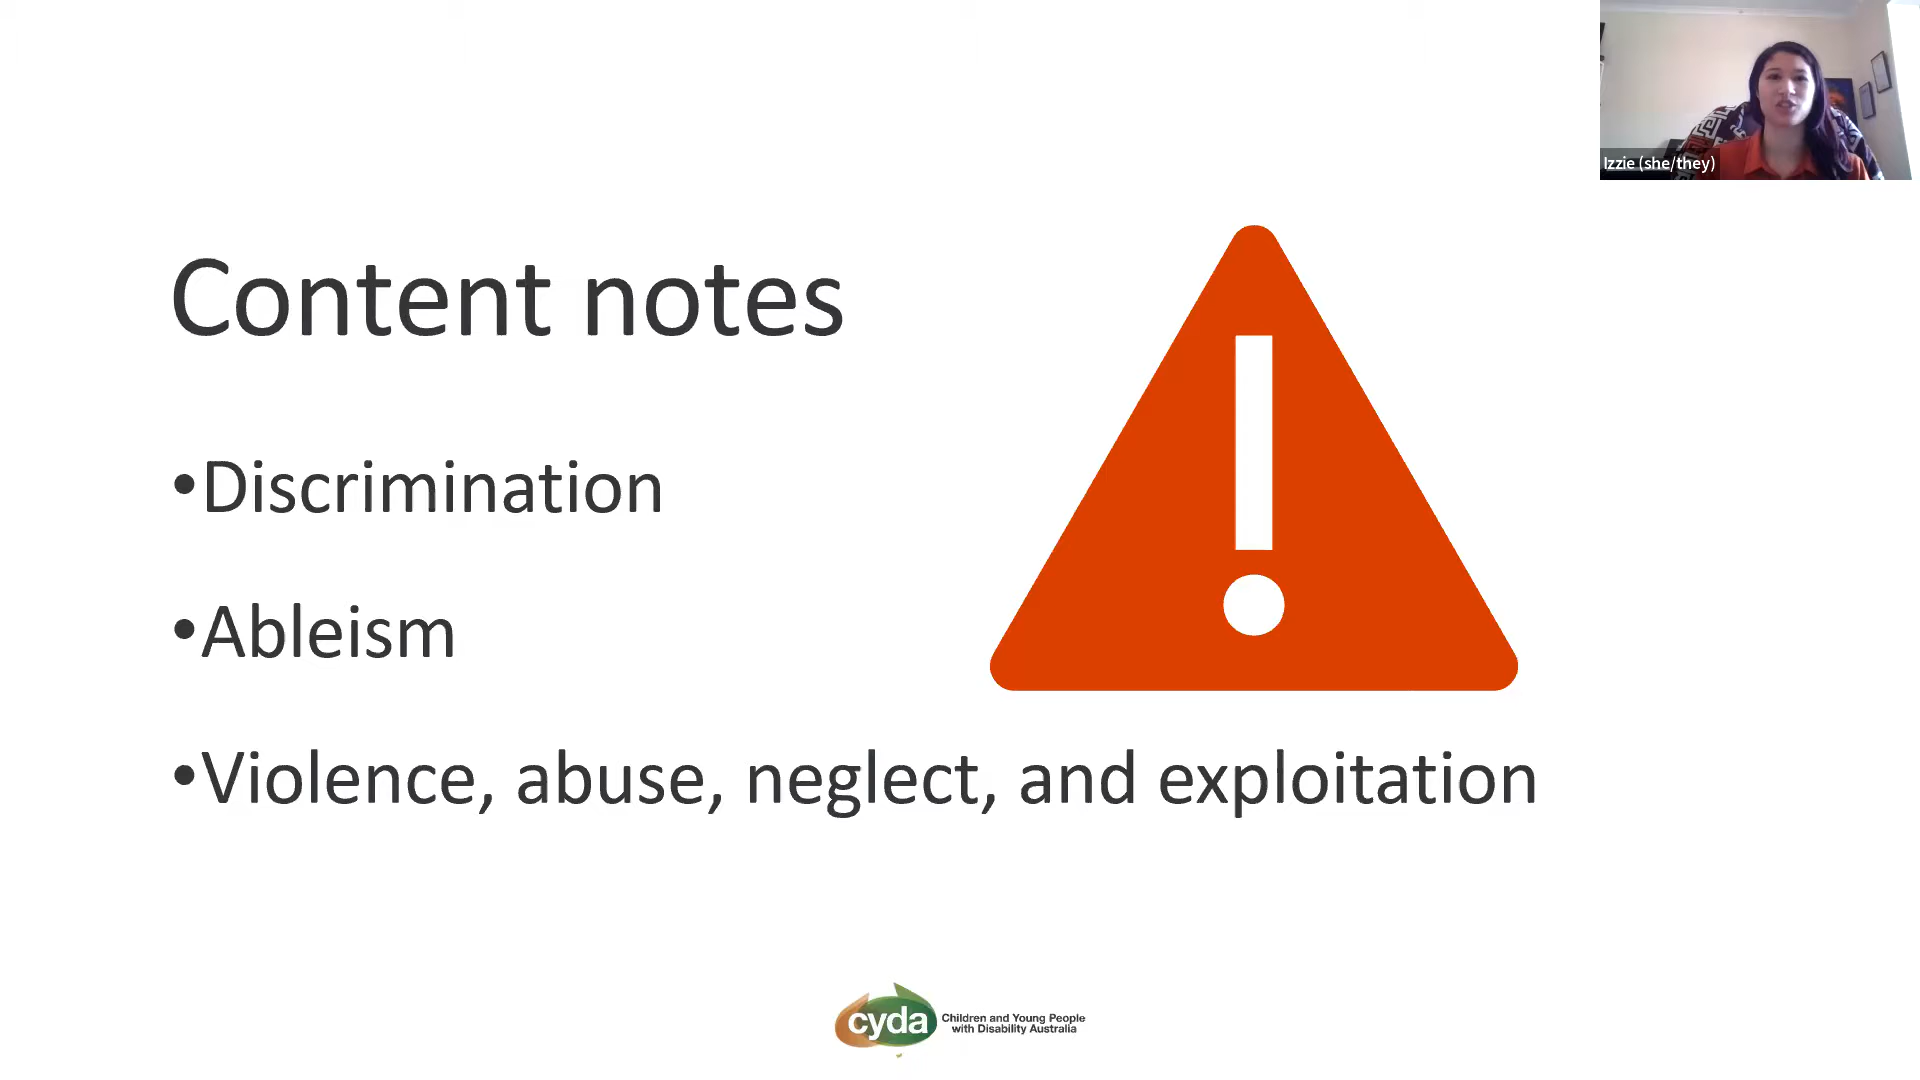 Izzie (she/they)
Content notes
•Discrimination
•Ableism
•Violence, abuse, neglect, and exploitation
cyda
Children and Young People
with Disability Australia